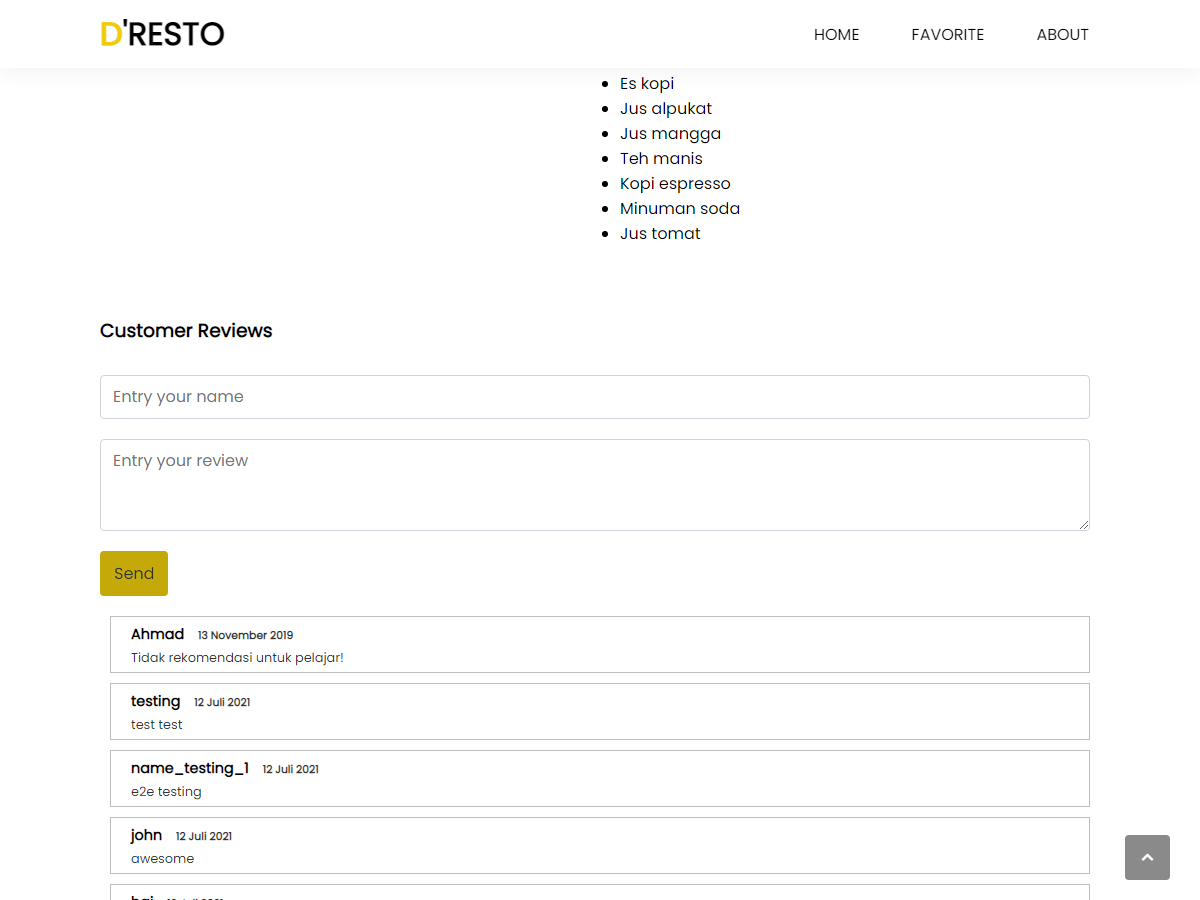 D'RESTO
HOME
FAVORITE
ABOUT
Es kopi
Jus alpukat
Jus mangga
Teh manis
Kopi espresso
Minuman soda
Jus tomat
Customer Reviews
Entry your name
Entry your review
Send
Ahmad 13 November 2019
Tidak rekomendasi untuk pelajar!
testing 12 Juli 2021
test test
name_testing_1 12 Juli 2021
e2e testing
john 12 Juli 2021
awesome